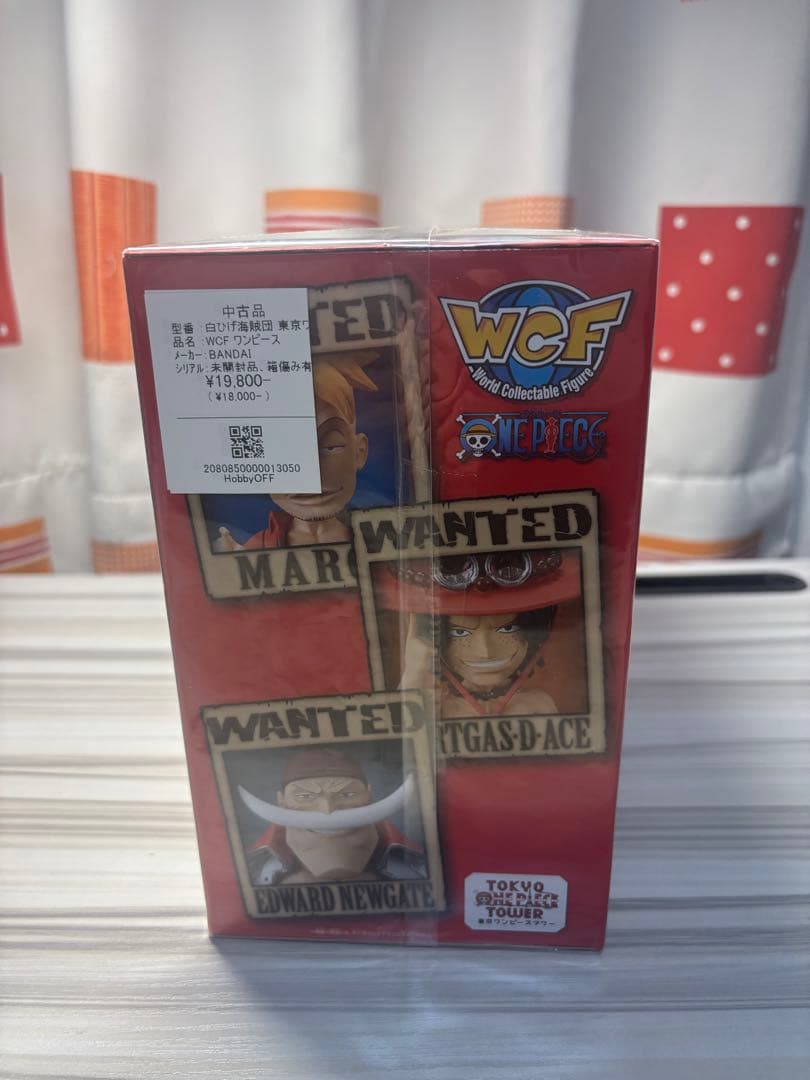 中古品
型番 : 白ひげ海賊団 東京ワ
品名 : WCF ワンピース
メーカー : BANDAI
シリアル : 未開封品、箱傷み有
¥19,800-
(¥18,000-)
2080850000013050
HobbyOFF
TED
MARC
WCF
World Collectable Figure
ONE PIECE
WANTED
RTGAS·D·ACE
WANTED
EDWARD NEWGATE
TOKYO
ONE PIECE
TOWER
東京ワンピースタワー